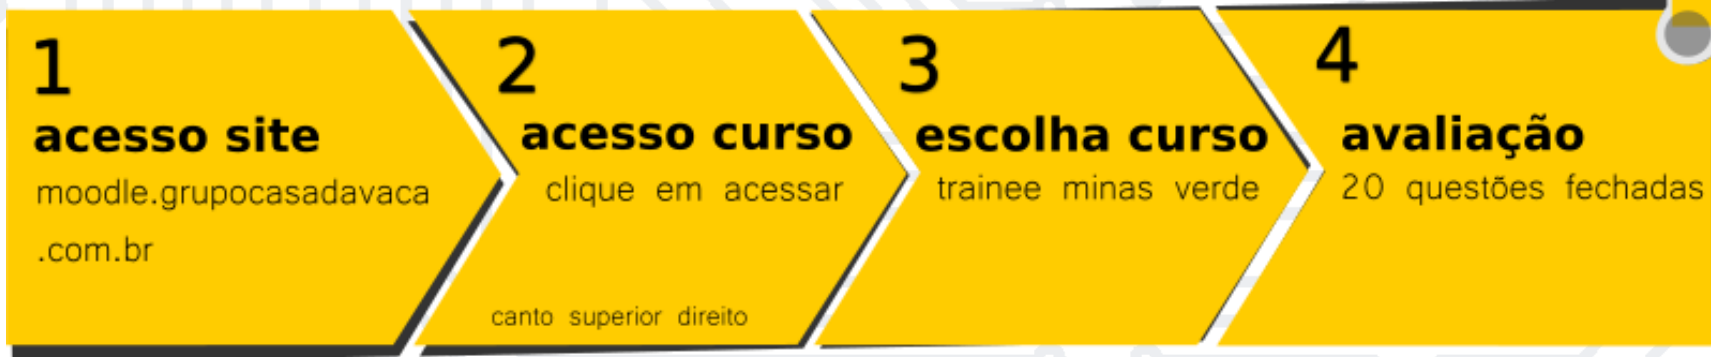 1
acesso site
moodle.grupocasadavaca
.com.br
2
acesso curso
clique em acessar
canto superior direito
3
escolha curso
trainee minas verde
4
avaliação
20 questões fechadas